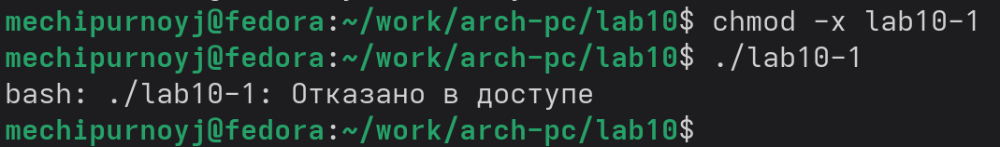 mechipurnoyj@fedora:~/work/arch-pc/lab10$ chmod -x lab10-1
mechipurnoyj@fedora:~/work/arch-pc/lab10$ ./lab10-1
bash: ./lab10-1: Отказано в доступе
mechipurnoyj@fedora:~/work/arch-pc/lab10$